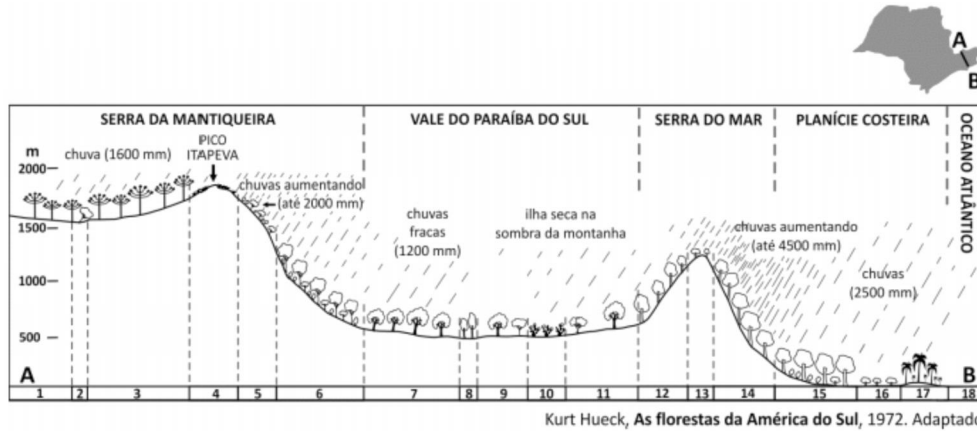 A
B
SERRA DA MANTIQUEIRA
VALE DO PARAÍBA DO SUL
SERRA DO MAR
PLANÍCIE COSTEIRA
OCEANO ATLÂNTICO
m
2000
1500
1000
500
chuva (1600 mm)
PICO
ITAPEVA
chuvas aumentando
(até 2000 mm)
chuvas
fracas
(1200 mm)
ilha seca na
sombra da montanha
chuvas aumentando
(até 4500 mm)
chuvas
(2500 mm)
A
B
1 2 3 4 5 6 7 8 9 10 11 12 13 14 15 16 17 18
Kurt Hueck, As florestas da América do Sul, 1972. Adaptado